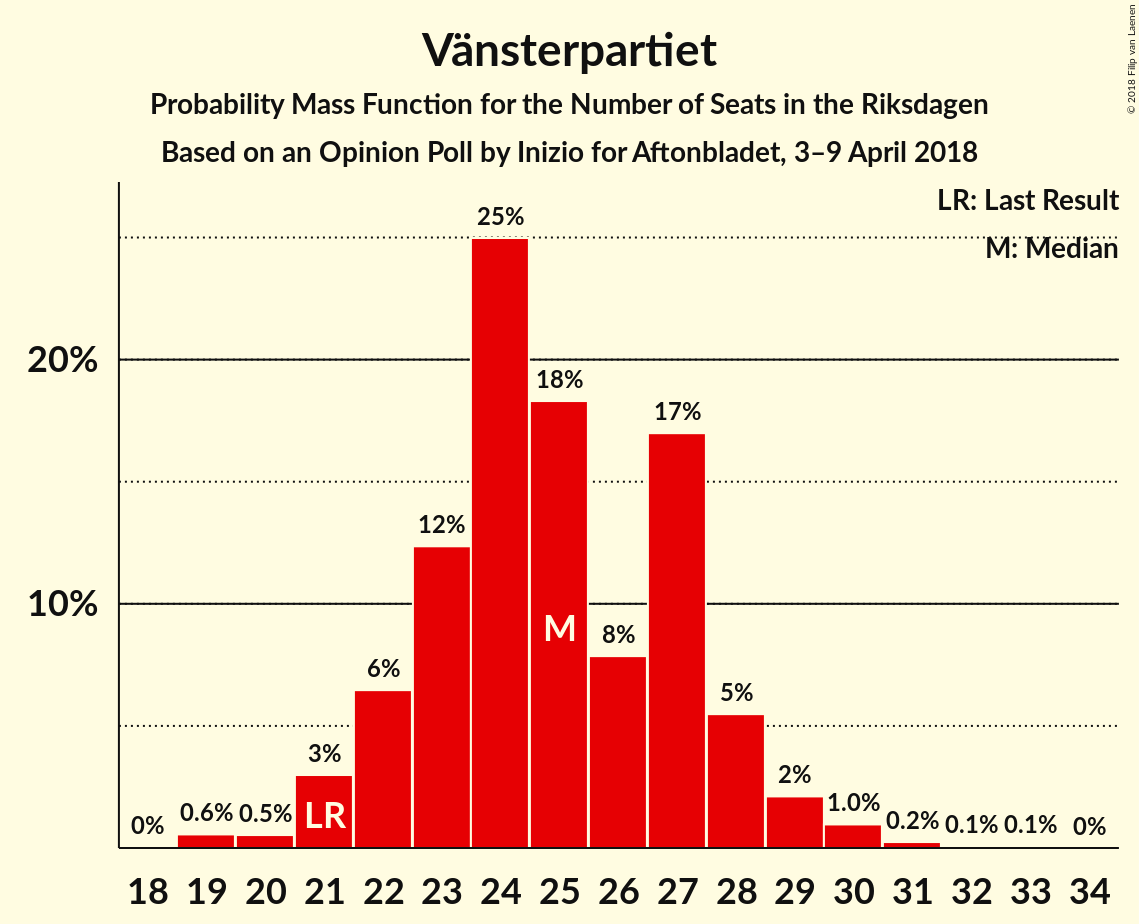 Vänsterpartiet
Probability Mass Function for the Number of Seats in the Riksdagen
Based on an Opinion Poll by Inizio for Aftonbladet, 3–9 April 2018
© 2018 Filip van Laenen
LR: Last Result
M: Median
20%
10%
0%
0.6%
0.5%
3%
6%
12%
25%
18%
8%
17%
5%
2%
1.0%
0.2%
0.1%
0.1%
0%
LR
M
18 19 20 21 22 23 24 25 26 27 28 29 30 31 32 33 34